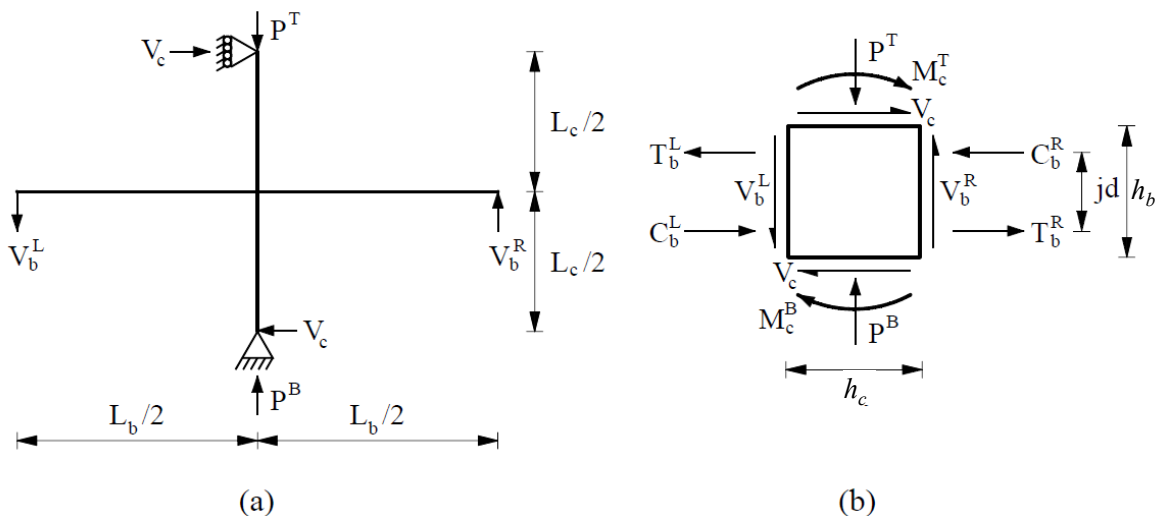 P^T
V_c
L_c/2
V_b^L
V_b^R
L_c/2
V_c
P^B
L_b/2
L_b/2
(a)
P^T
M_c^T
V_c
T_b^L
C_b^R
V_b^L
V_b^R
jd
h_b
C_b^L
T_b^R
V_c
M_c^B
P^B
h_c
(b)